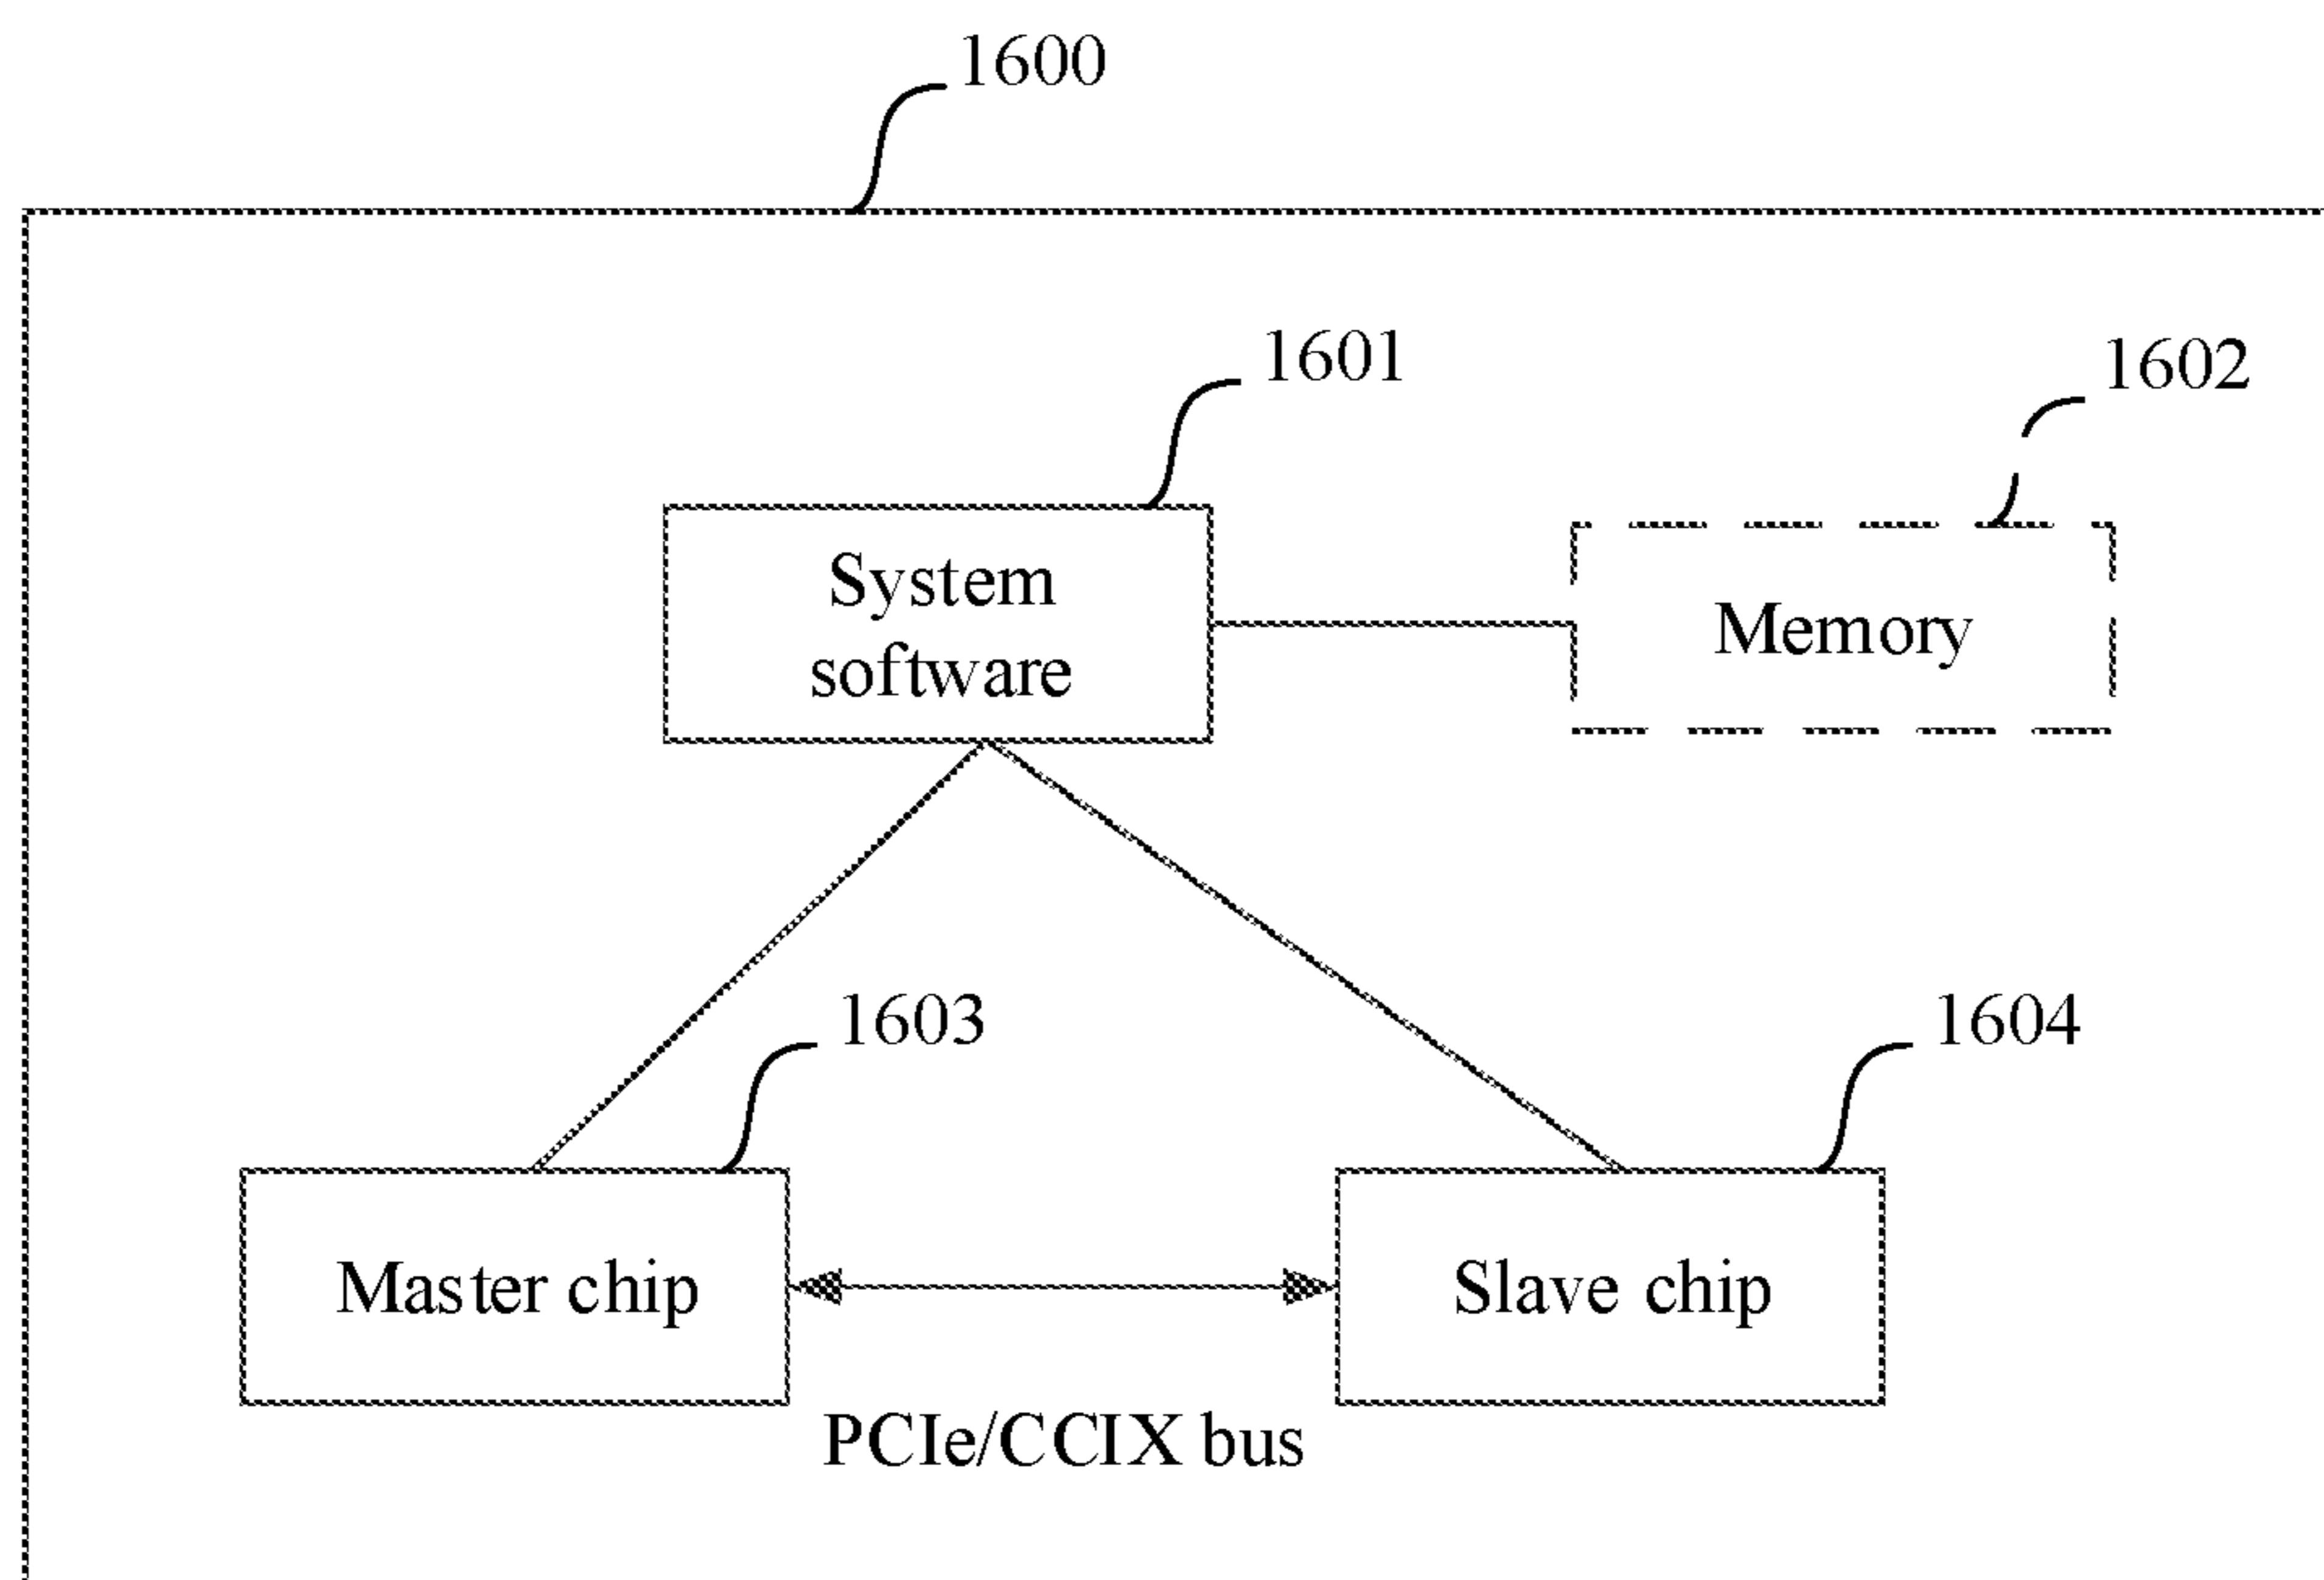 1600
1601
1602
System
software
Memory
1603
1604
Master chip
Slave chip
PCIe/CCIX bus